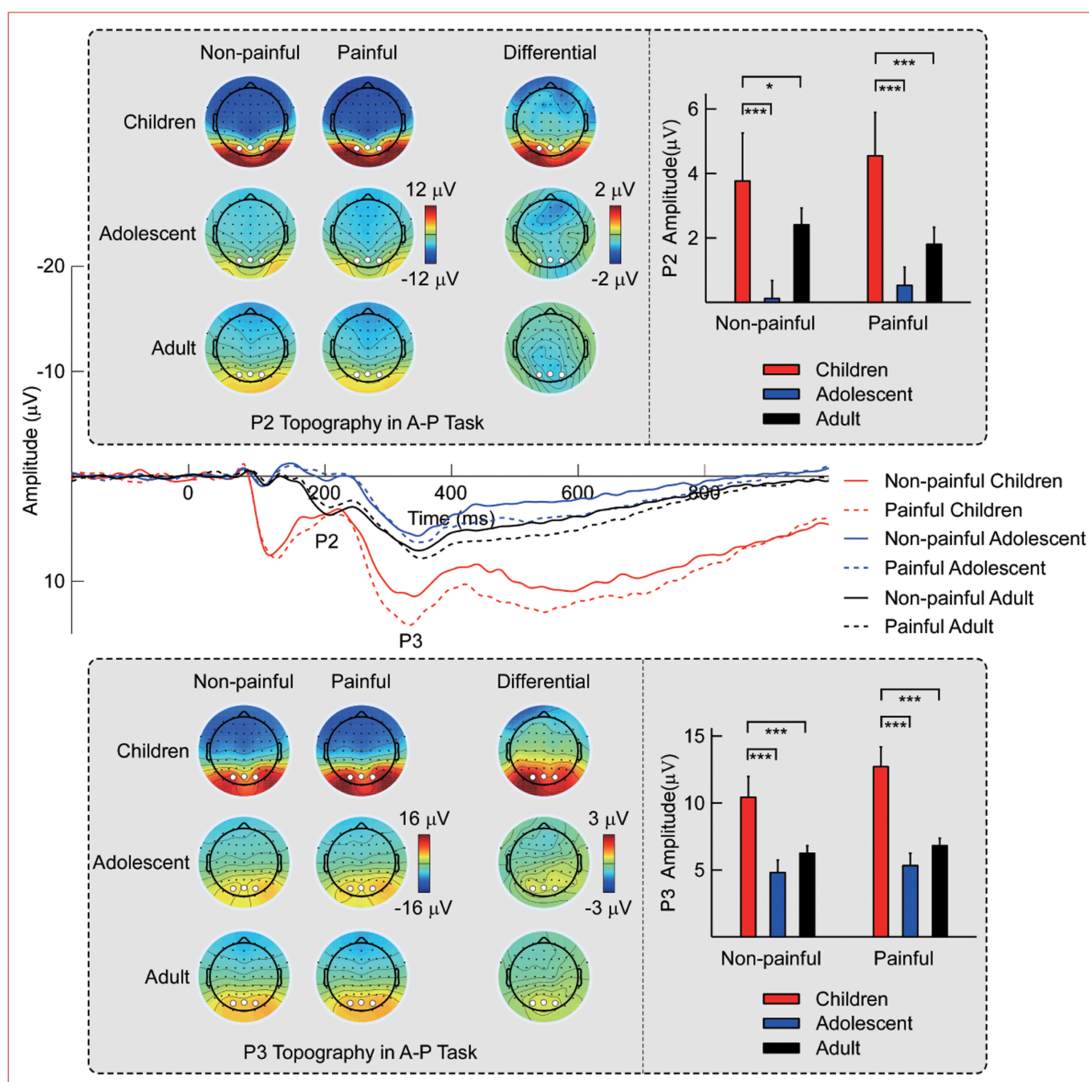 Non-painful Painful Differential
Children
Adolescent
Adult
12 μV
-12 μV
2 μV
-2 μV
P2 Topography in A-P Task
P2 Amplitude(μV)
6
4
2
*
***
***
***
Non-painful Painful
Children
Adolescent
Adult
Amplitude (μV)
-20
-10
10
0 200 400 600 800
Time (ms)
P2
P3
Non-painful Children
Painful Children
Non-painful Adolescent
Painful Adolescent
Non-painful Adult
Painful Adult
Non-painful Painful Differential
Children
Adolescent
Adult
16 μV
-16 μV
3 μV
-3 μV
P3 Topography in A-P Task
P3 Amplitude(μV)
15
10
5
***
***
***
***
Non-painful Painful
Children
Adolescent
Adult